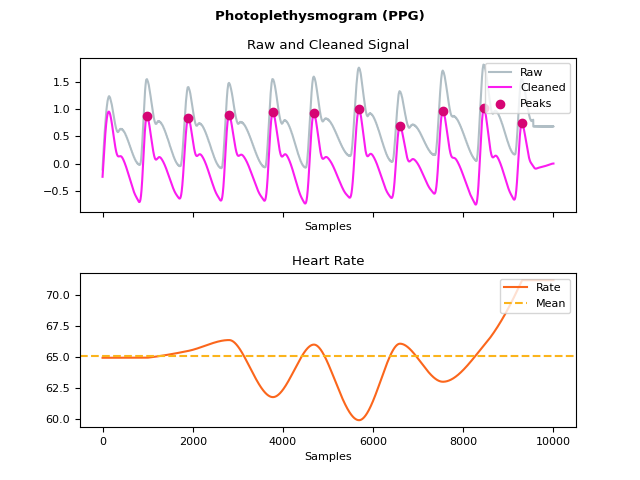 Photoplethysmogram (PPG)
Raw and Cleaned Signal
Raw
Cleaned
Peaks
1.5
1.0
0.5
0.0
−0.5
Samples
Heart Rate
Rate
Mean
70.0
67.5
65.0
62.5
60.0
0 2000 4000 6000 8000 10000
Samples